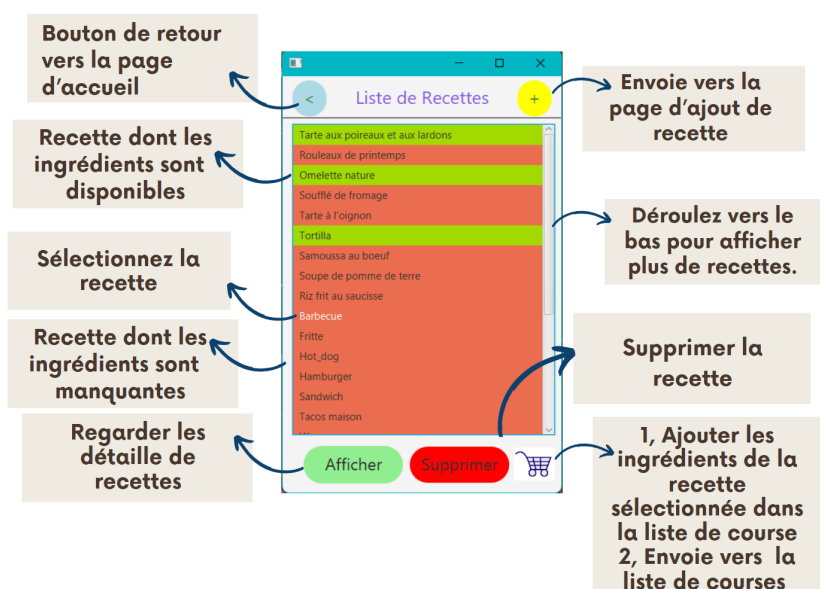 Bouton de retour
vers la page
d'accueil
Recette dont les
ingrédients sont
disponibles
Sélectionnez la
recette
Recette dont les
ingrédients sont
manquantes
Regarder les
détaille de
recettes
<
Liste de Recettes
+
Tarte aux poireaux et aux lardons
Rouleaux de printemps
Omelette nature
Soufflé de fromage
Tarte à l'oignon
Tortilla
Samoussa au boeuf
Soupe de pomme de terre
Riz frit au saucisse
Barbecue
Fritte
Hot_dog
Hamburger
Sandwich
Tacos maison
Afficher
Supprimer
Envoie vers la
page d'ajout de
recette
Déroulez vers le
bas pour afficher
plus de recettes.
Supprimer la
recette
1, Ajouter les
ingrédients de la
recette
sélectionnée dans
la liste de course
2, Envoie vers la
liste de courses